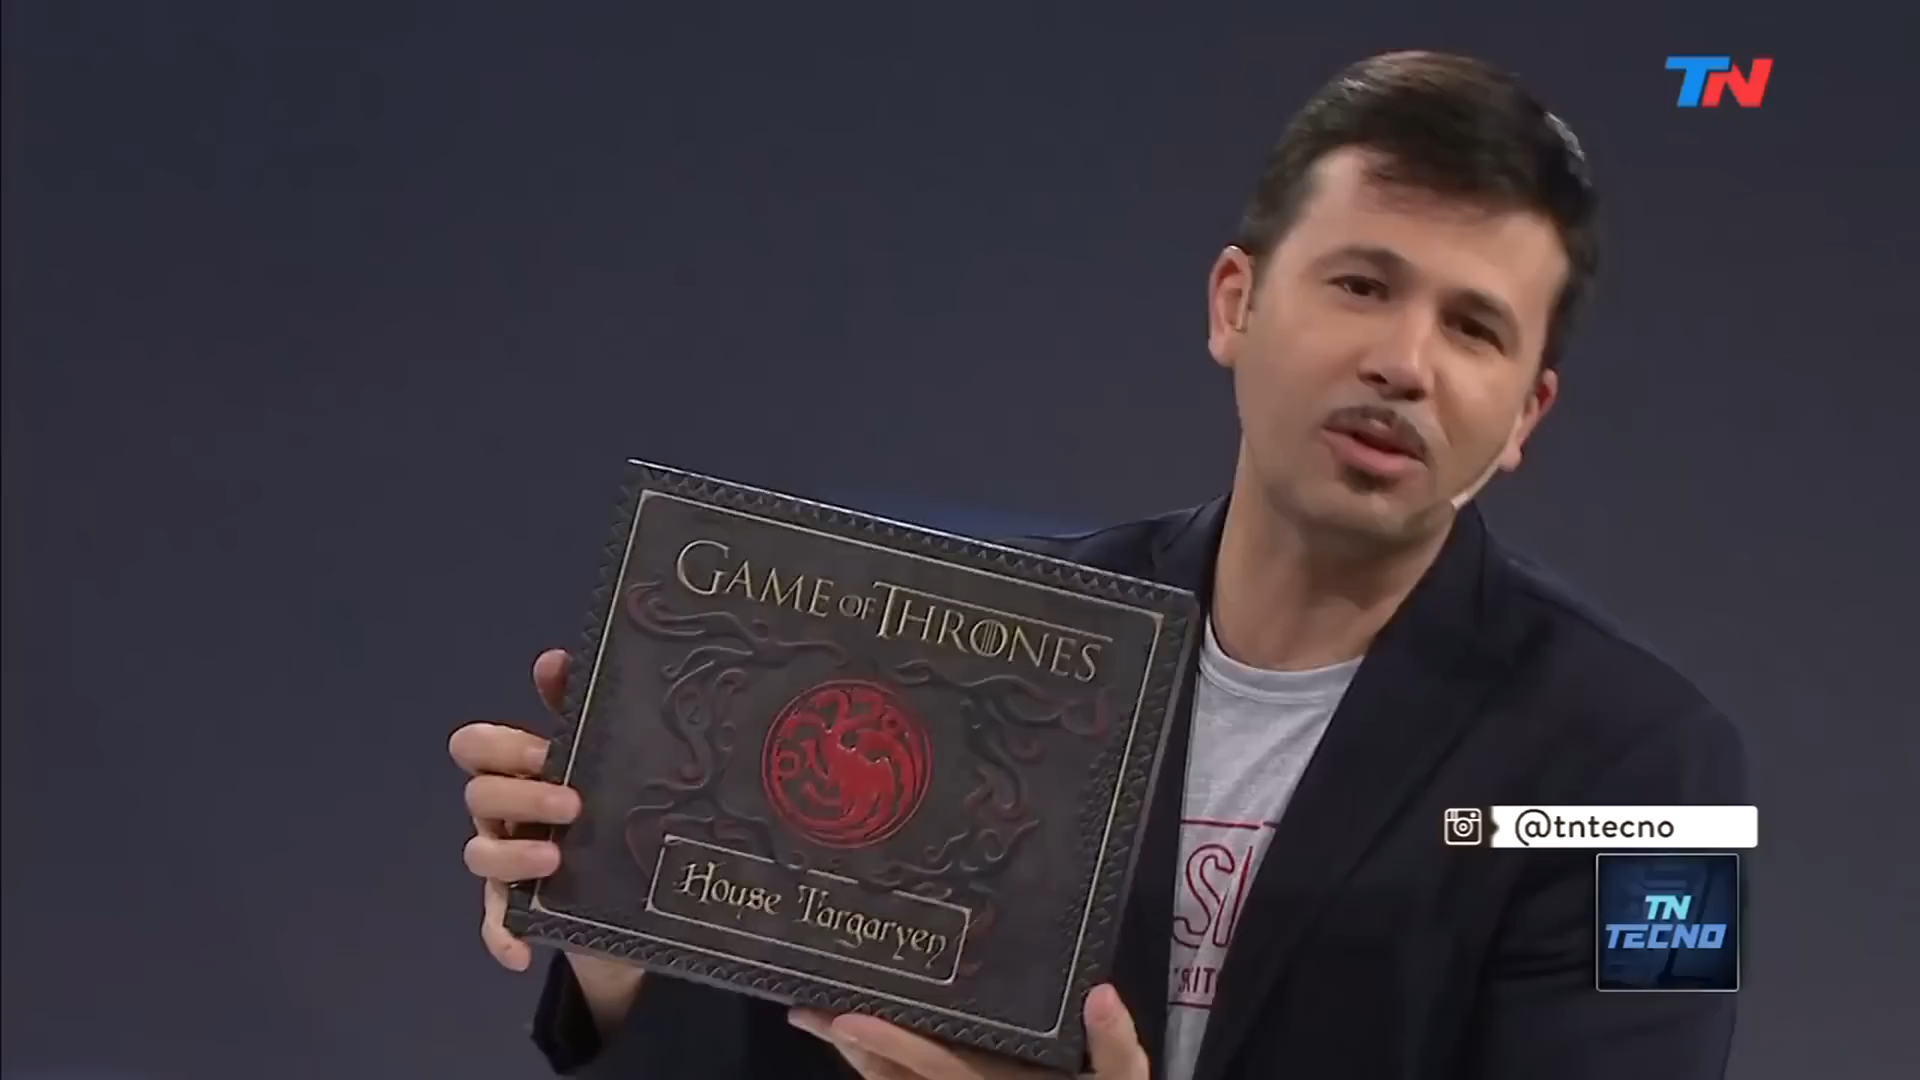 TN
GAME OF THRONES
House Targaryen
@tntecno
TN
TECNO